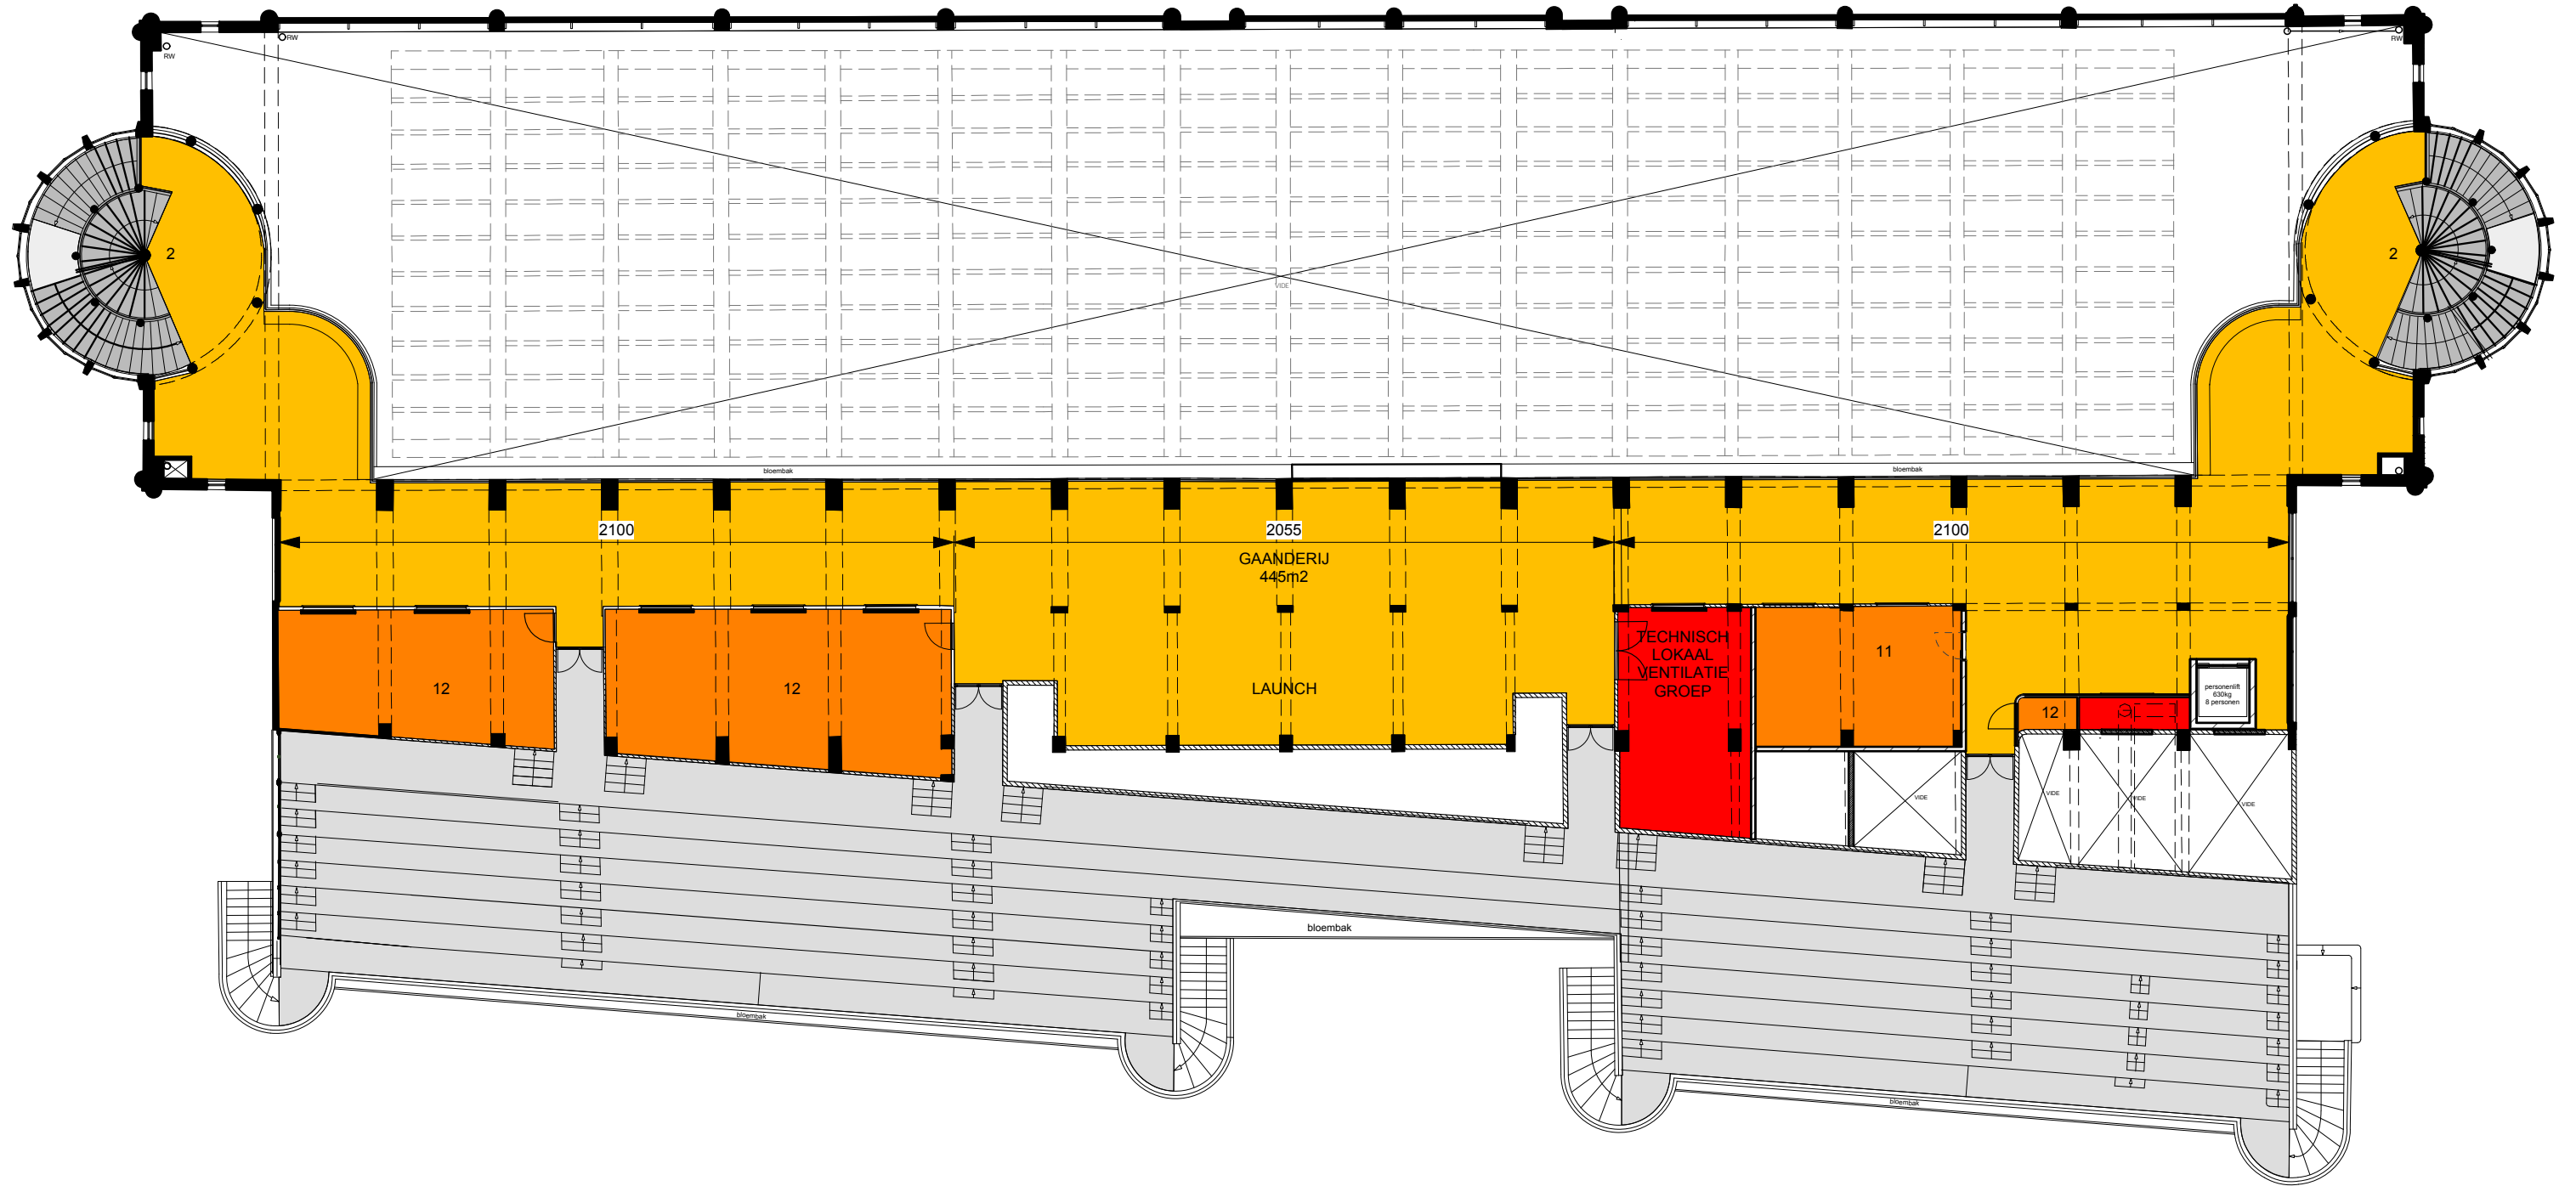 RW
RW
RW
2
2
VIDE
bloembak
bloembak
2100
2055
2100
GAANDERIJ
445m2
12
12
LAUNCH
TECHNISCH
LOKAAL
VENTILATIE
GROEP
11
personenlift
630kg
8 personen
12
VIDE
VIDE
VIDE
VIDE
bloembak
bloembak
bloembak